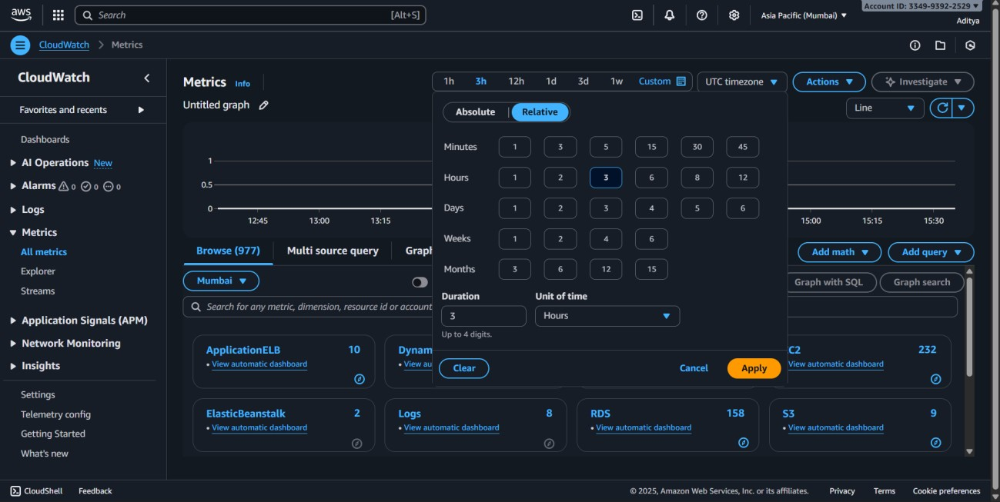 aws
Search [Alt+S]
Asia Pacific (Mumbai)
Account ID: 3349-9392-2529
Aditya
CloudWatch > Metrics
CloudWatch
Favorites and recents
Dashboards
AI Operations New
Alarms 0 0 0
Logs
Metrics
All metrics
Explorer
Streams
Application Signals (APM)
Network Monitoring
Insights
Settings
Telemetry config
Getting Started
What's new
Metrics Info
1h 3h 12h 1d 3d 1w Custom UTC timezone Actions Investigate
Untitled graph
Line
Absolute Relative
Minutes 1 3 5 15 30 45
Hours 1 2 3 6 8 12
Days 1 2 3 4 5 6
Weeks 1 2 4 6
Months 3 6 12 15
Duration Unit of time
3 Hours
Up to 4 digits.
Clear Cancel Apply
1
0.5
0
12:45 13:00 13:15 15:00 15:15 15:30
Browse (977) Multi source query Graph
Add math Add query
Mumbai
Graph with SQL Graph search
Search for any metric, dimension, resource id or account
ApplicationELB 10
• View automatic dashboard
Dynam
• View au
C2 232
View automatic dashboard
ElasticBeanstalk 2
• View automatic dashboard
Logs 8
• View automatic dashboard
RDS 158
• View automatic dashboard
S3 9
• View automatic dashboard
CloudShell Feedback
© 2025, Amazon Web Services, Inc. or its affiliates. Privacy Terms Cookie preferences